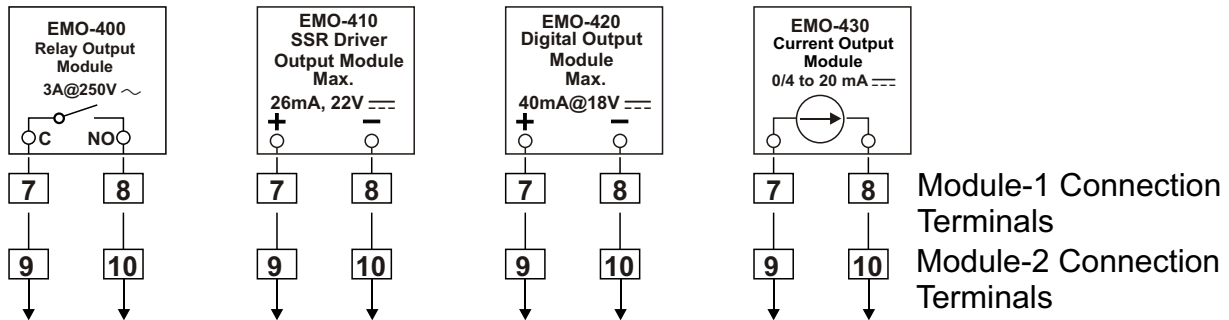 EMO-400
Relay Output
Module
3A@250V ~
C NO
7 8
9 10
EMO-410
SSR Driver
Output Module
Max.
26mA, 22V ⎓
+ −
7 8
9 10
EMO-420
Digital Output
Module
Max.
40mA@18V ⎓
+ −
7 8
9 10
EMO-430
Current Output
Module
0/4 to 20 mA ⎓
7 8
9 10
Module-1 Connection
Terminals
Module-2 Connection
Terminals